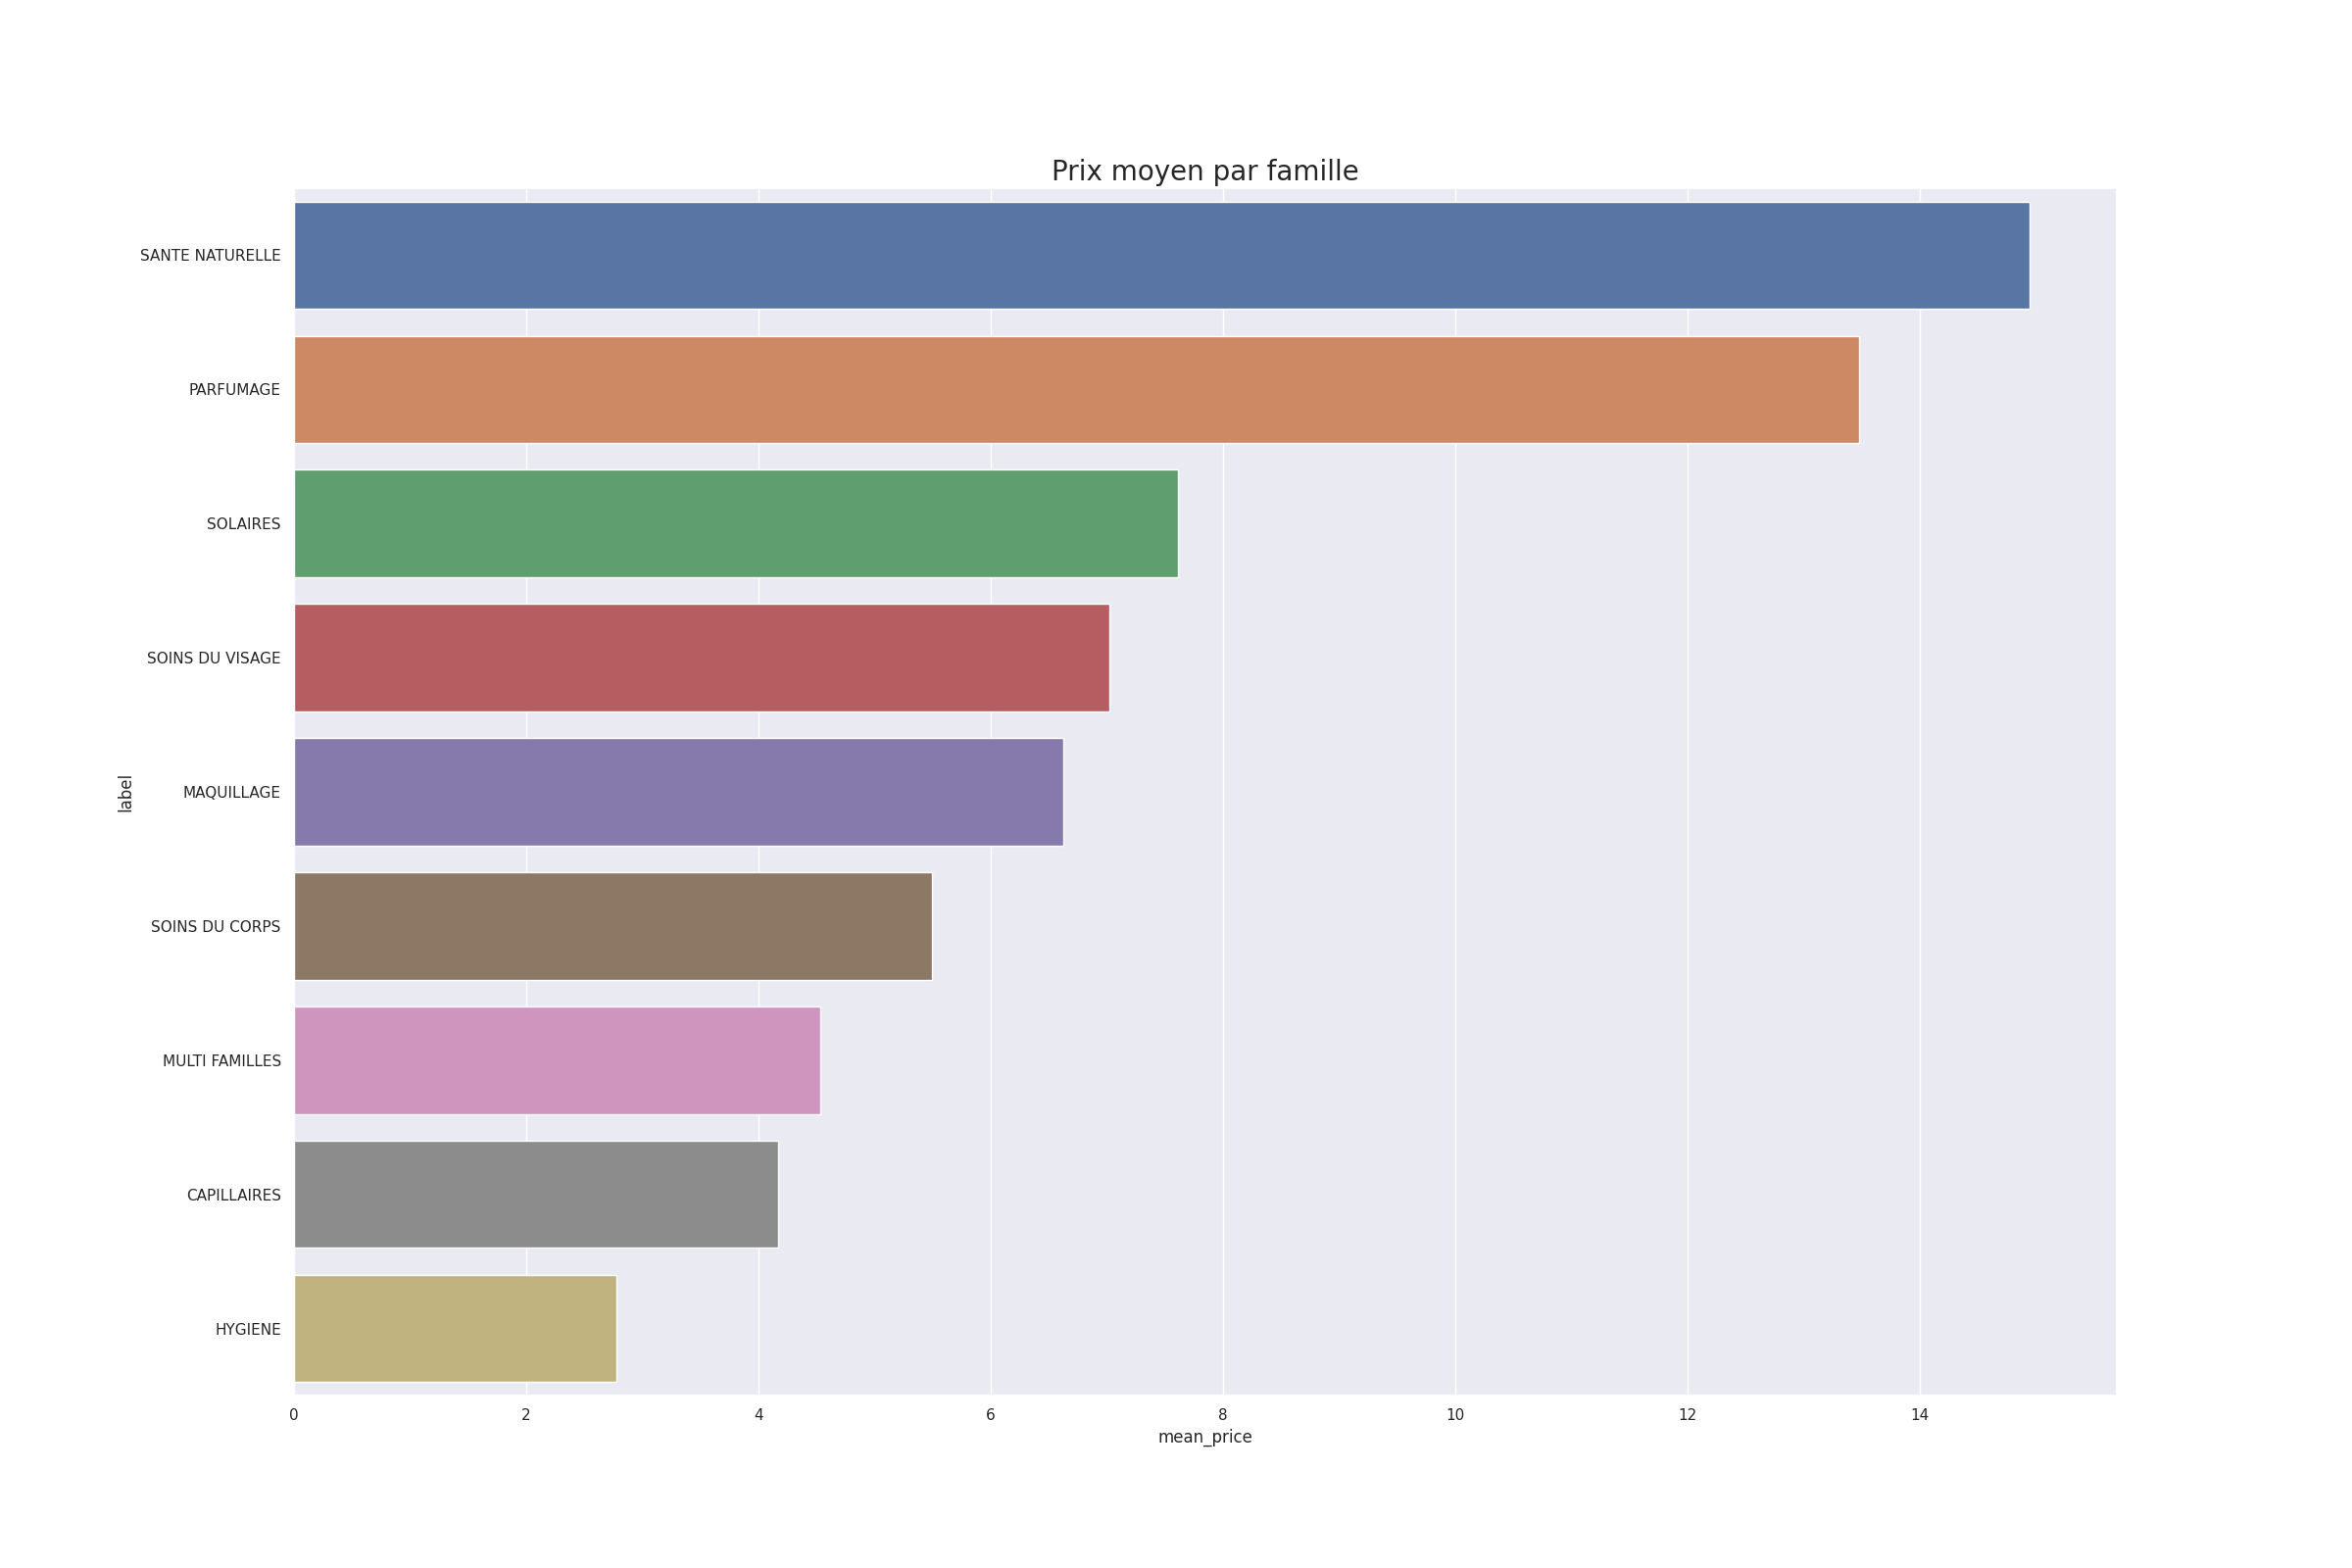 Prix moyen par famille
SANTE NATURELLE
PARFUMAGE
SOLAIRES
SOINS DU VISAGE
MAQUILLAGE
SOINS DU CORPS
MULTI FAMILLES
CAPILLAIRES
HYGIENE
label
0 2 4 6 8 10 12 14
mean_price